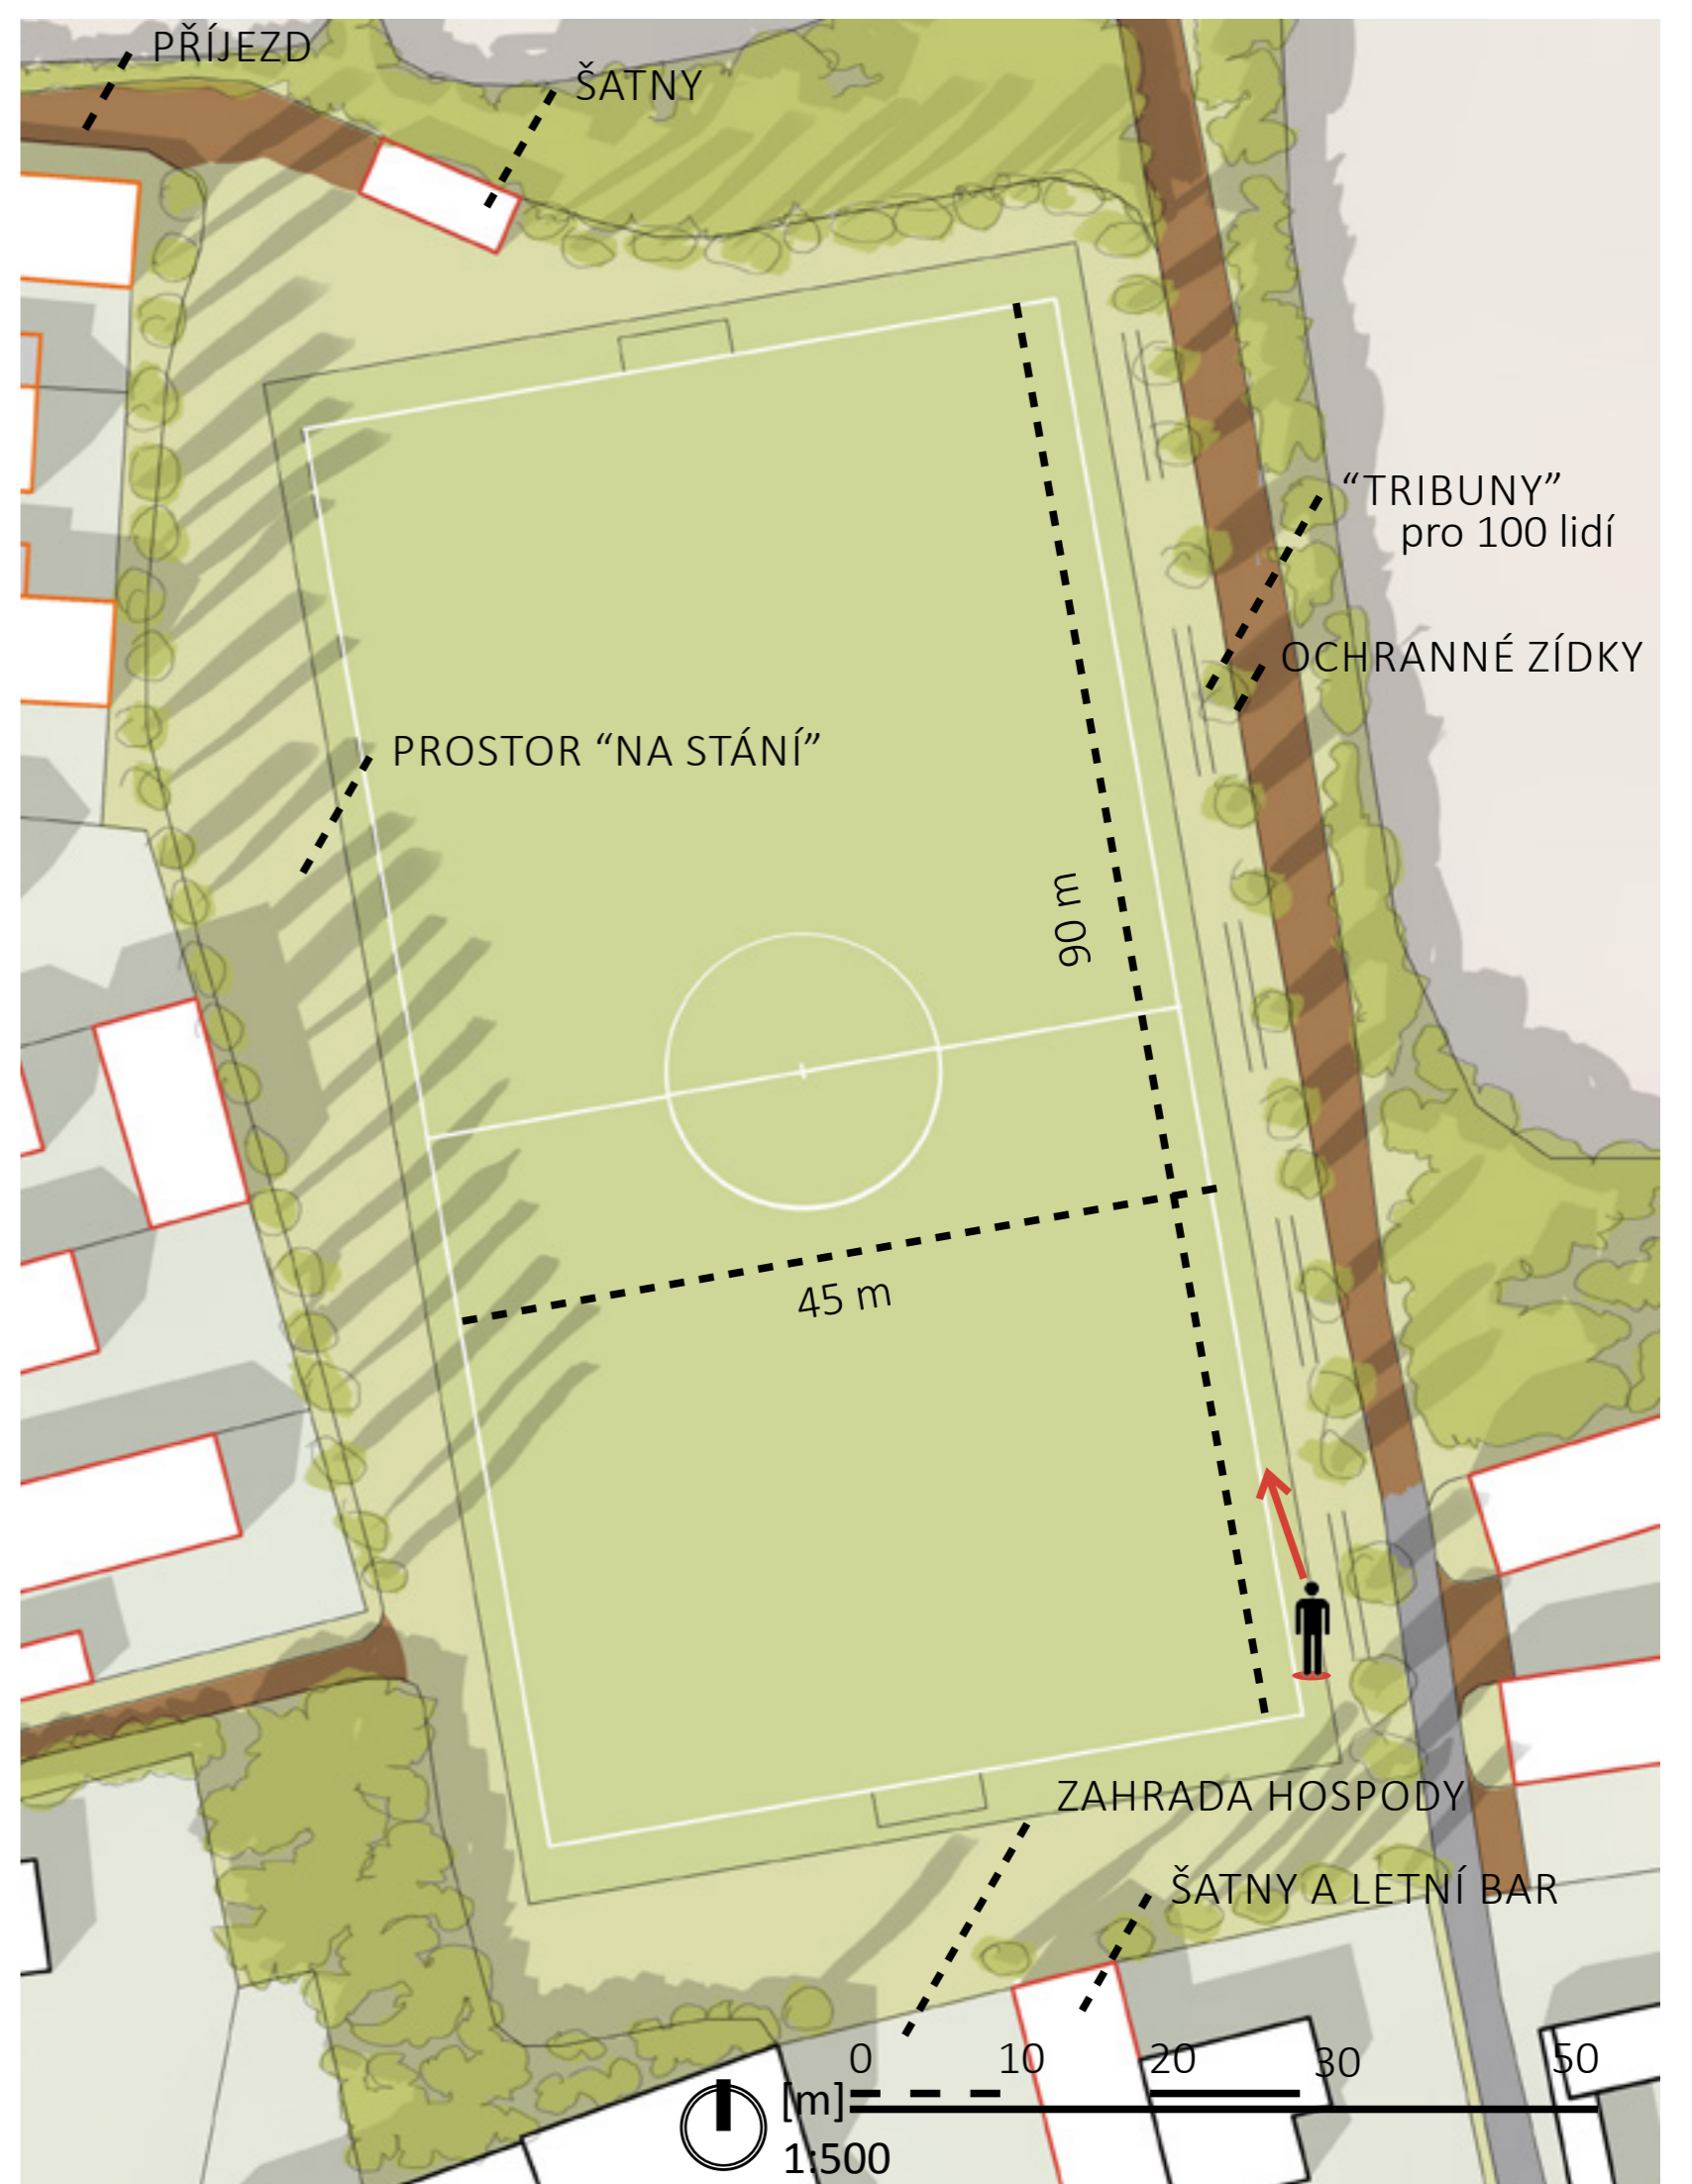 PŘÍJEZD
ŠATNY
“TRIBUNY”
pro 100 lidí
OCHRANNÉ ZÍDKY
PROSTOR “NA STÁNÍ”
90 m
45 m
ZAHRADA HOSPODY
ŠATNY A LETNÍ BAR
0 10 20 30 50
[m]
1:500